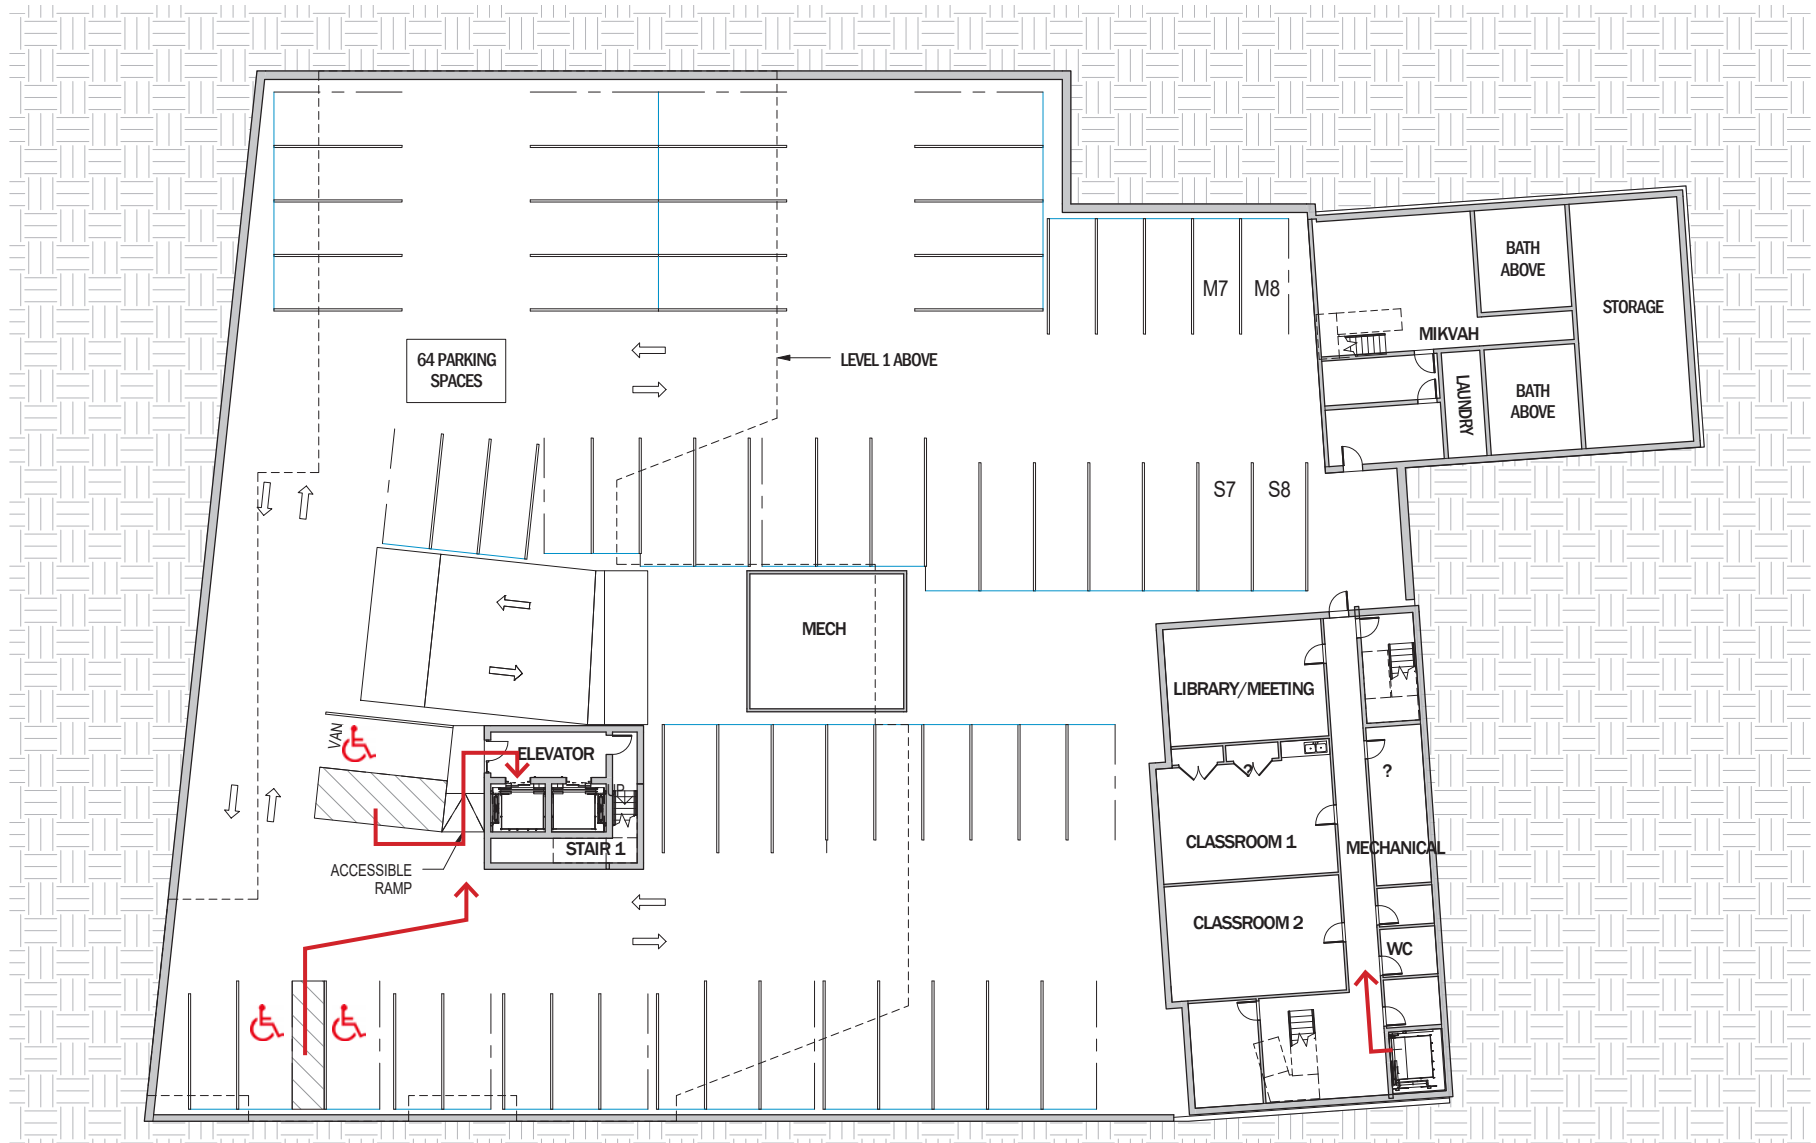 BATH
ABOVE
M7
M8
STORAGE
MIKVAH
64 PARKING
SPACES
LEVEL 1 ABOVE
LAUNDRY
BATH
ABOVE
S7
S8
MECH
LIBRARY/MEETING
VAN
ELEVATOR
?
?
UP
CLASSROOM 1
MECHANICAL
STAIR 1
ACCESSIBLE
RAMP
CLASSROOM 2
WC